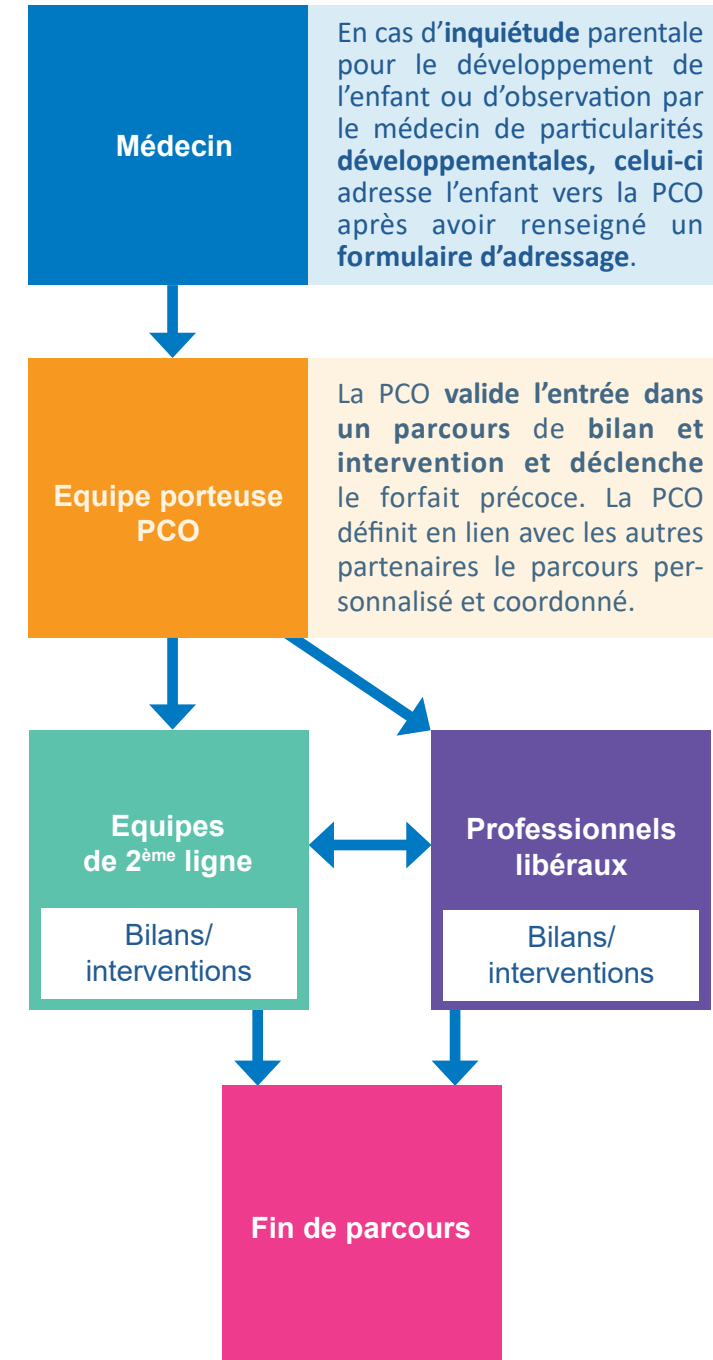 Médecin
En cas d’inquiétude parentale
pour le développement de
l’enfant ou d’observation par
le médecin de particularités
développementales, celui-ci
adresse l’enfant vers la PCO
après avoir renseigné un
formulaire d’adressage.
Equipe porteuse
PCO
La PCO valide l’entrée dans
un parcours de bilan et
intervention et déclenche
le forfait précoce. La PCO
définit en lien avec les autres
partenaires le parcours per-
sonnalisé et coordonné.
Equipes
de 2ème ligne
Bilans/
interventions
Professionnels
libéraux
Bilans/
interventions
Fin de parcours